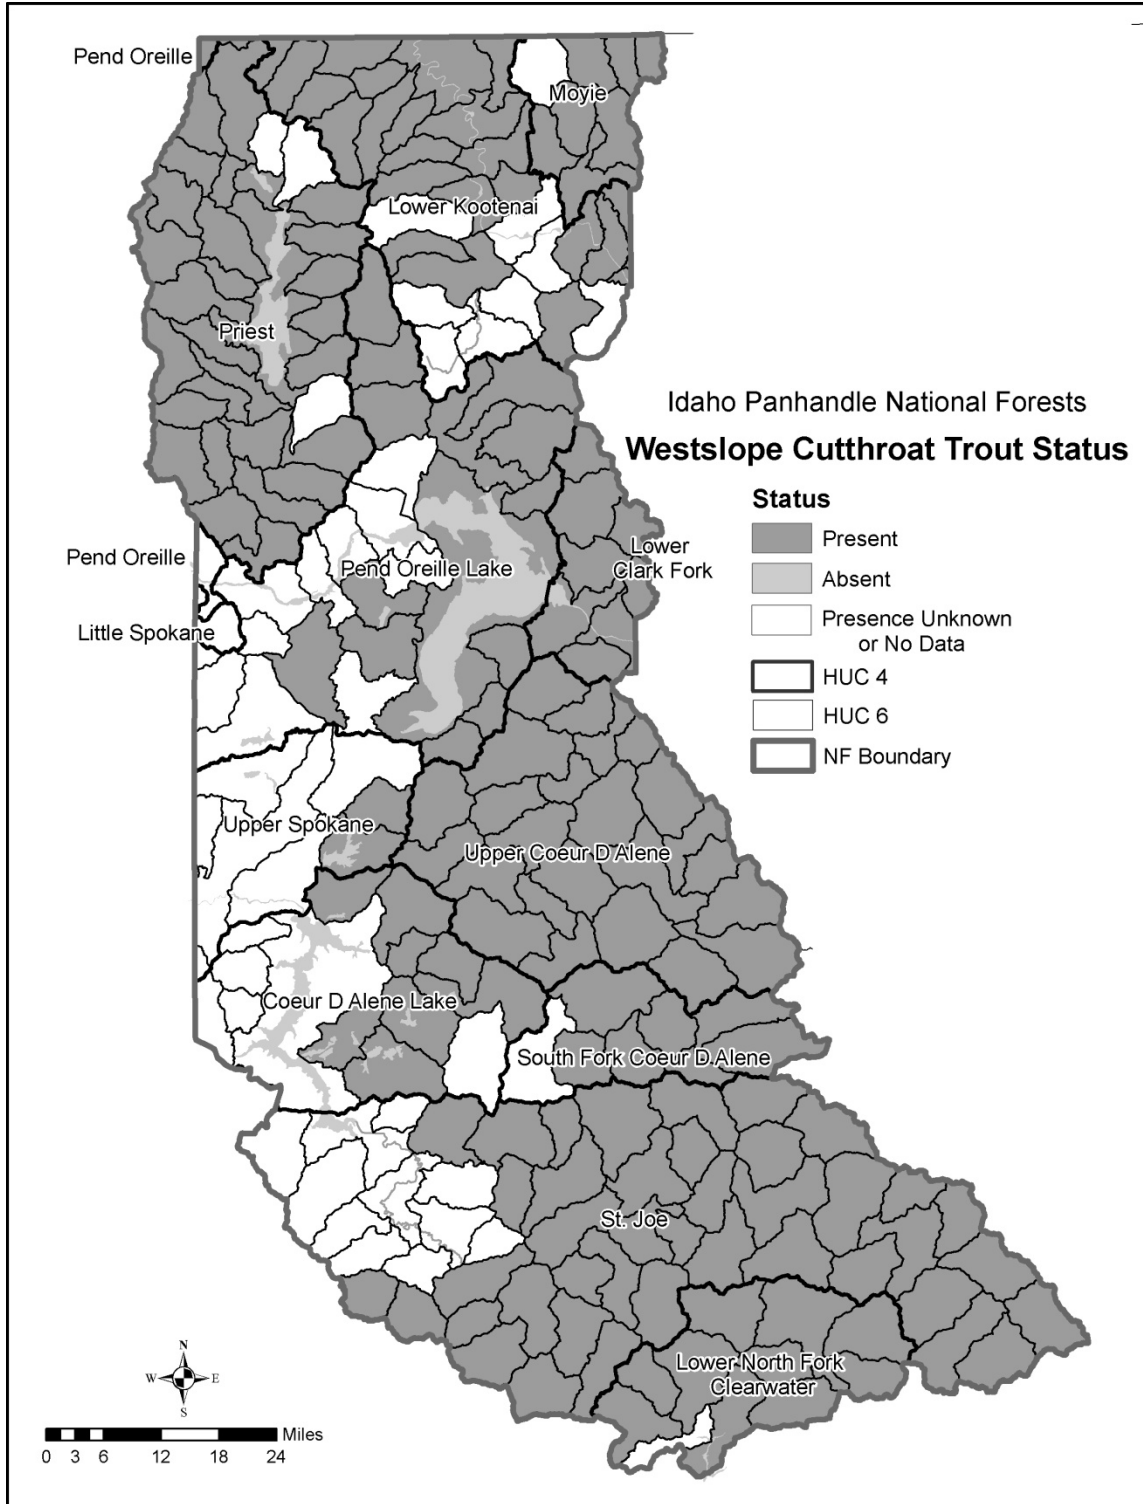 Pend Oreille
Moyie
Lower Kootenai
Priest
Idaho Panhandle National Forests
Westslope Cutthroat Trout Status
Status
Present
Absent
Presence Unknown
or No Data
HUC 4
HUC 6
NF Boundary
Lower
Clark Fork
Pend Oreille
Pend Oreille Lake
Little Spokane
Upper Spokane
Upper Coeur D Alene
Coeur D Alene Lake
South Fork Coeur D Alene
St. Joe
Lower North Fork
Clearwater
N
W E
S
Miles
0 3 6 12 18 24